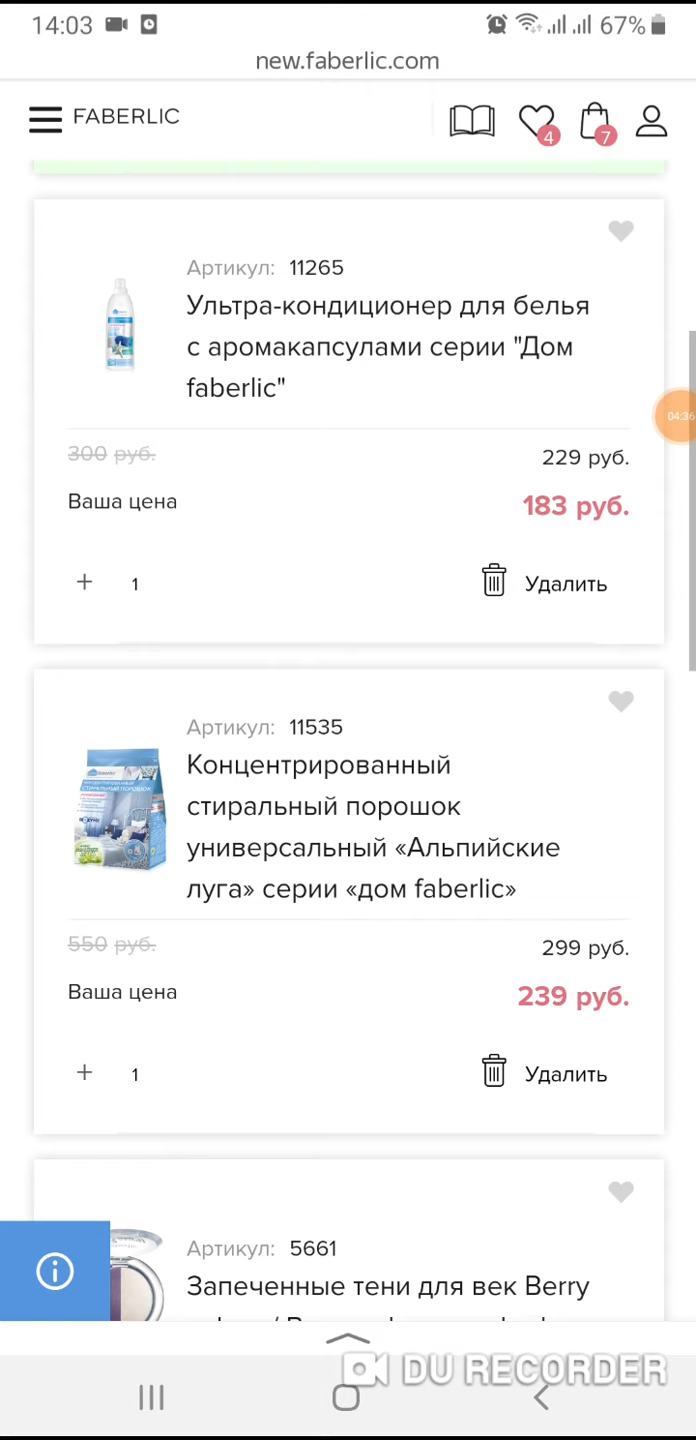 14:03 67%
new.faberlic.com
FABERLIC 4 7
Артикул: 11265
Ультра-кондиционер для белья
с аромакапсулами серии "Дом
faberlic"
04:36
300 руб. 229 руб.
Ваша цена 183 руб.
+ 1 Удалить
Артикул: 11535
Концентрированный
стиральный порошок
универсальный «Альпийские
луга» серии «дом faberlic»
550 руб. 299 руб.
Ваша цена 239 руб.
+ 1 Удалить
Артикул: 5661
Запеченные тени для век Berry
DU RECORDER